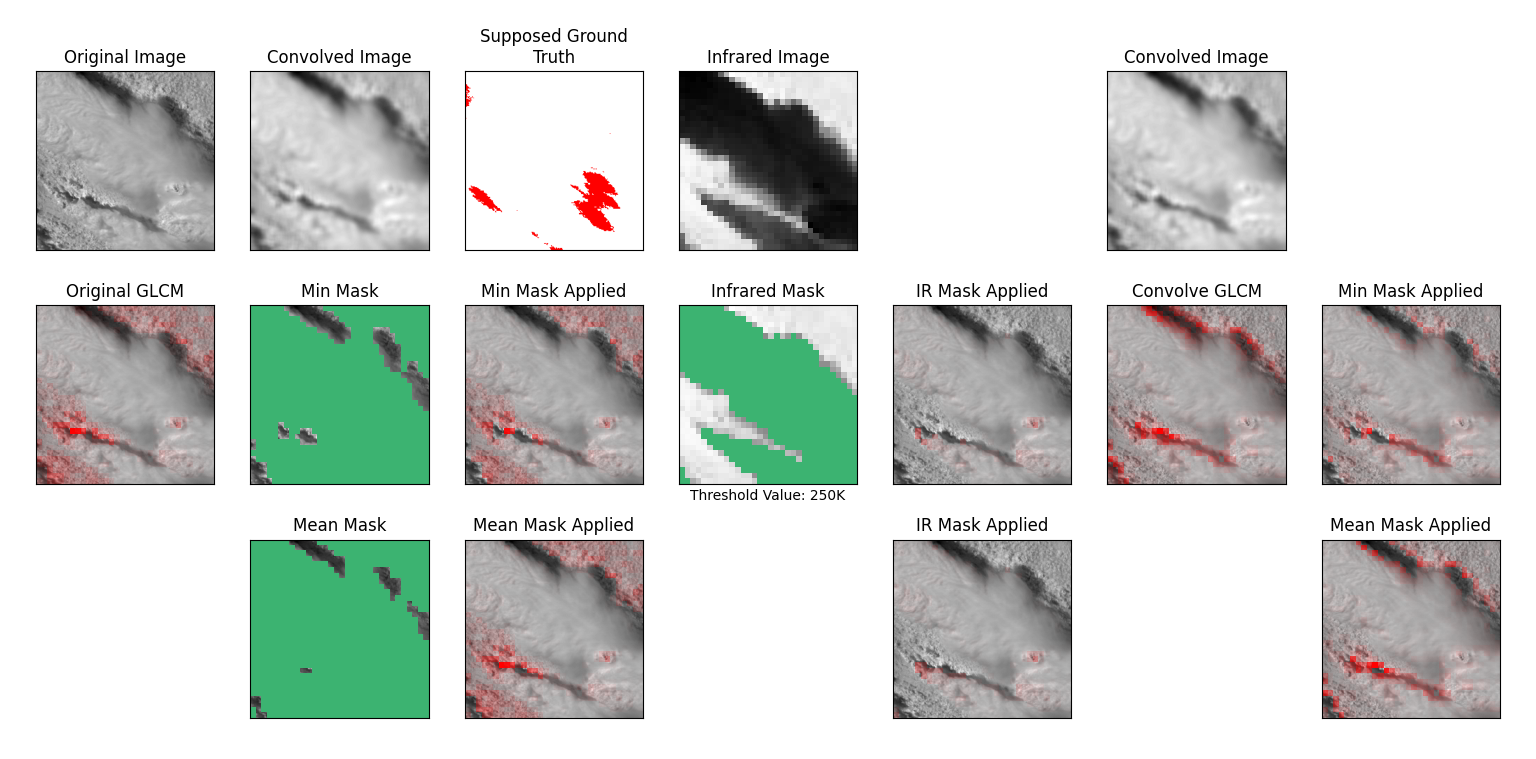 Original Image
Convolved Image
Supposed Ground
Truth
Infrared Image
Convolved Image
Original GLCM
Min Mask
Min Mask Applied
Infrared Mask
IR Mask Applied
Convolve GLCM
Min Mask Applied
Threshold Value: 250K
Mean Mask
Mean Mask Applied
IR Mask Applied
Mean Mask Applied